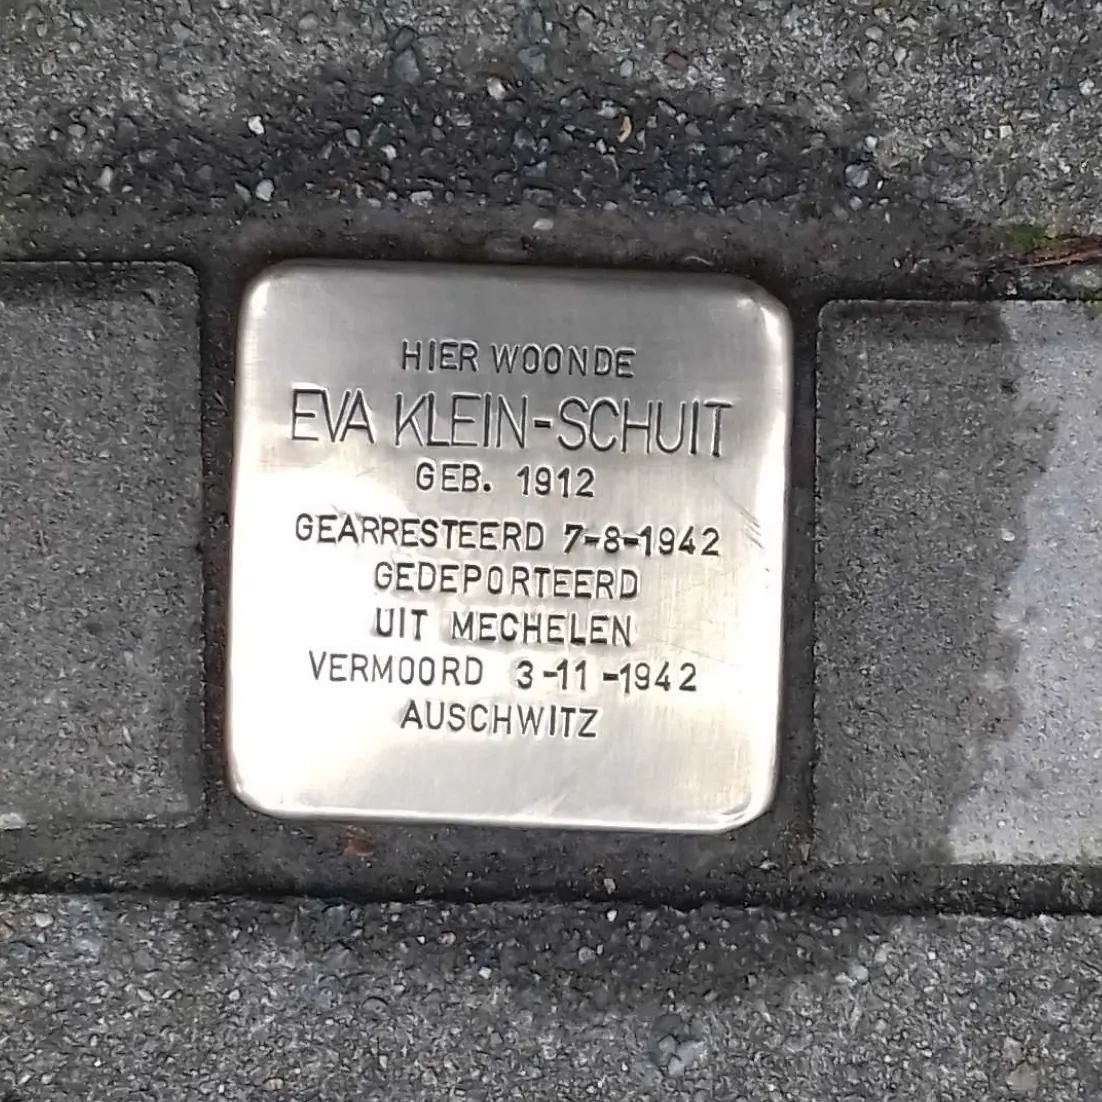 HIER WOONDE
EVA KLEIN-SCHUIT
GEB. 1912
GEARRESTEERD 7-8-1942
GEDEPORTEERD
UIT MECHELEN
VERMOORD 3-11-1942
AUSCHWITZ